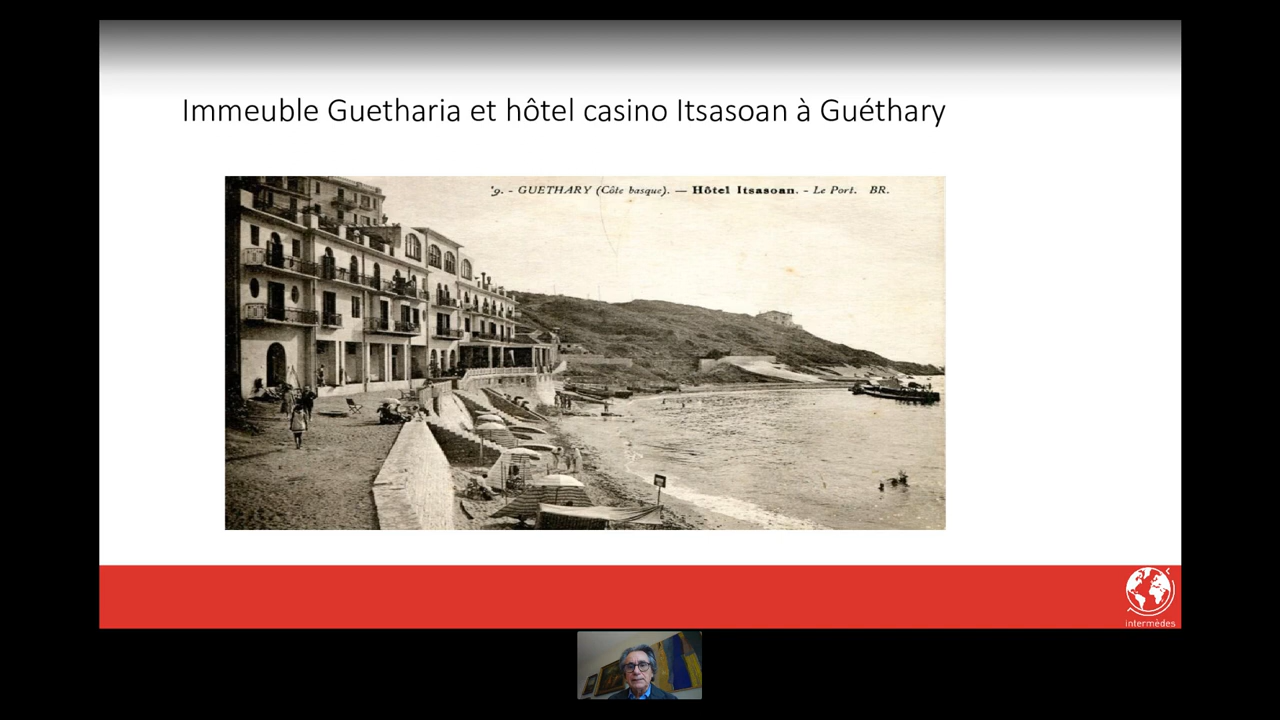 Immeuble Guetharia et hôtel casino Itsasoan à Guéthary
9. - GUETHARY (Côte basque). — Hôtel Itsasoan. - Le Port. BR.
intermèdes